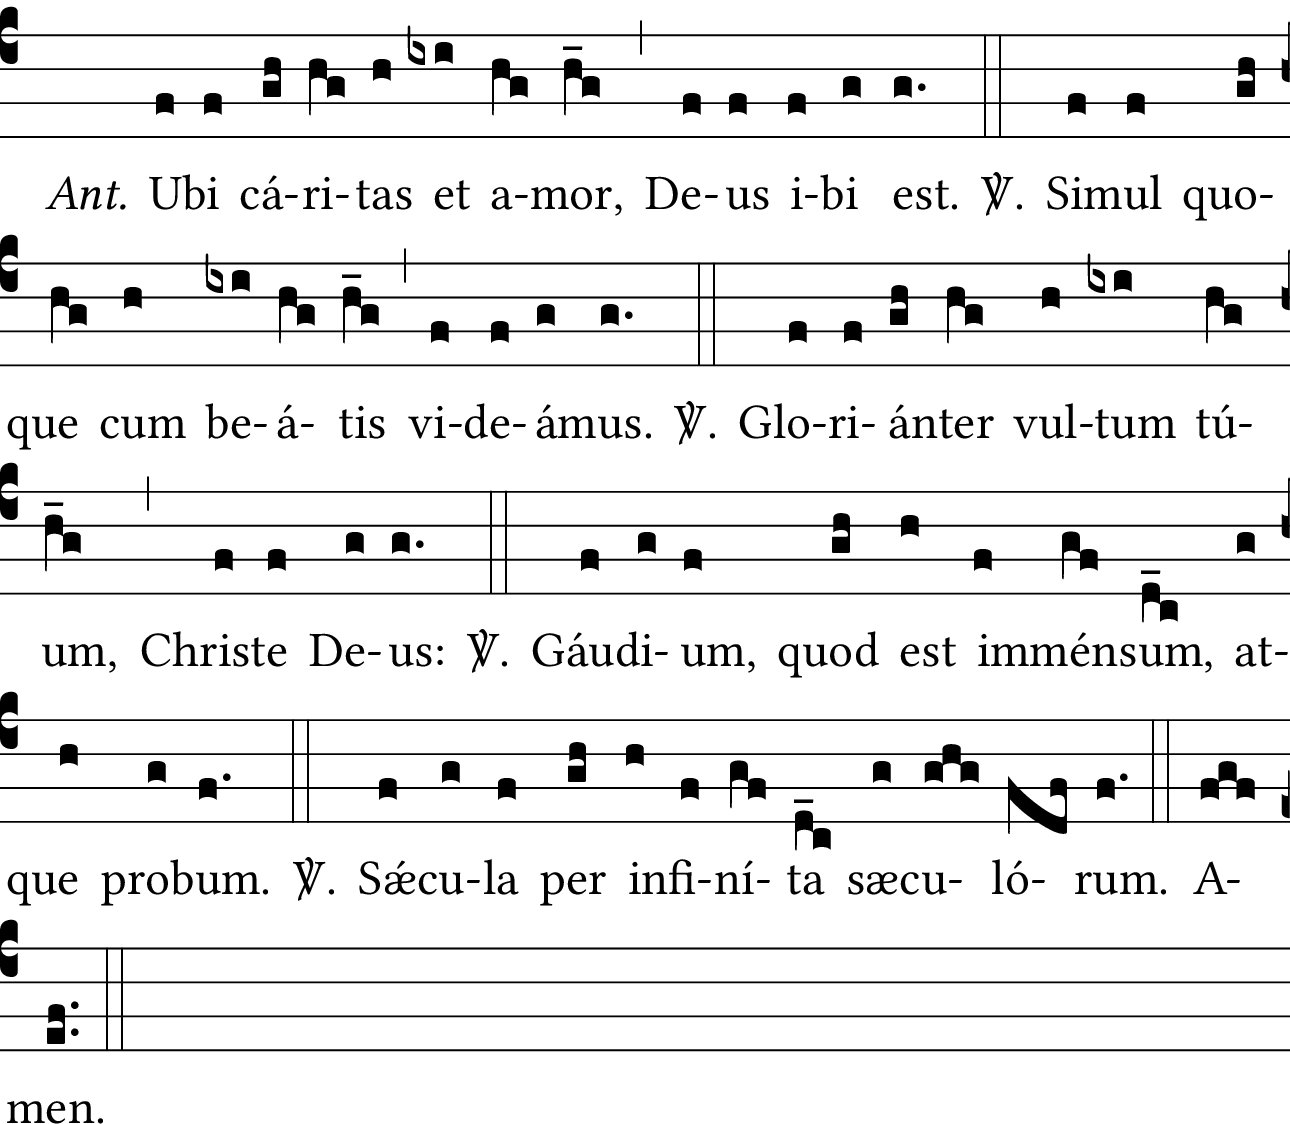 Ant. Ubi cá-ri-tas et a-mor, De-us i-bi est. ℣. Simul quo-
que cum be-á- tis vi-de-ámus. ℣. Glo-ri-ánter vul-tum tú-
um, Christe De-us: ℣. Gáudi-um, quod est imménsum, at-
que probum. ℣. Sǽcu-la per infi-ní-ta sæcu-ló-rum. A-
men.